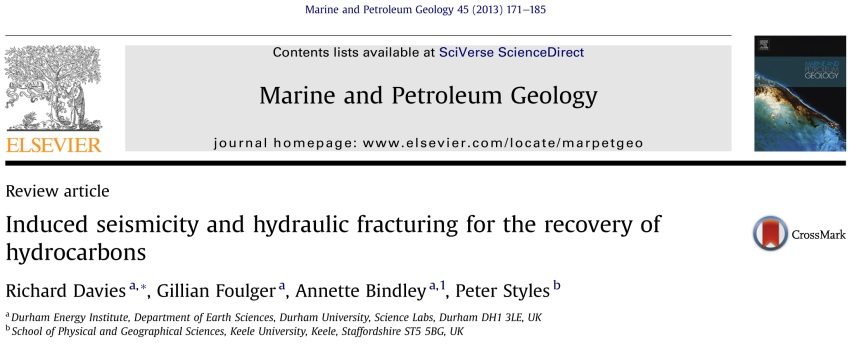 Marine and Petroleum Geology 45 (2013) 171–185
Contents lists available at SciVerse ScienceDirect
Marine and Petroleum Geology
journal homepage: www.elsevier.com/locate/marpetgeo
ELSEVIER
MARINE AND
PETROLEUM
GEOLOGY
Review article
Induced seismicity and hydraulic fracturing for the recovery of
hydrocarbons
CrossMark
Richard Davies a,*, Gillian Foulger a, Annette Bindley a,1, Peter Styles b
a Durham Energy Institute, Department of Earth Sciences, Durham University, Science Labs, Durham DH1 3LE, UK
b School of Physical and Geographical Sciences, Keele University, Keele, Staffordshire ST5 5BG, UK